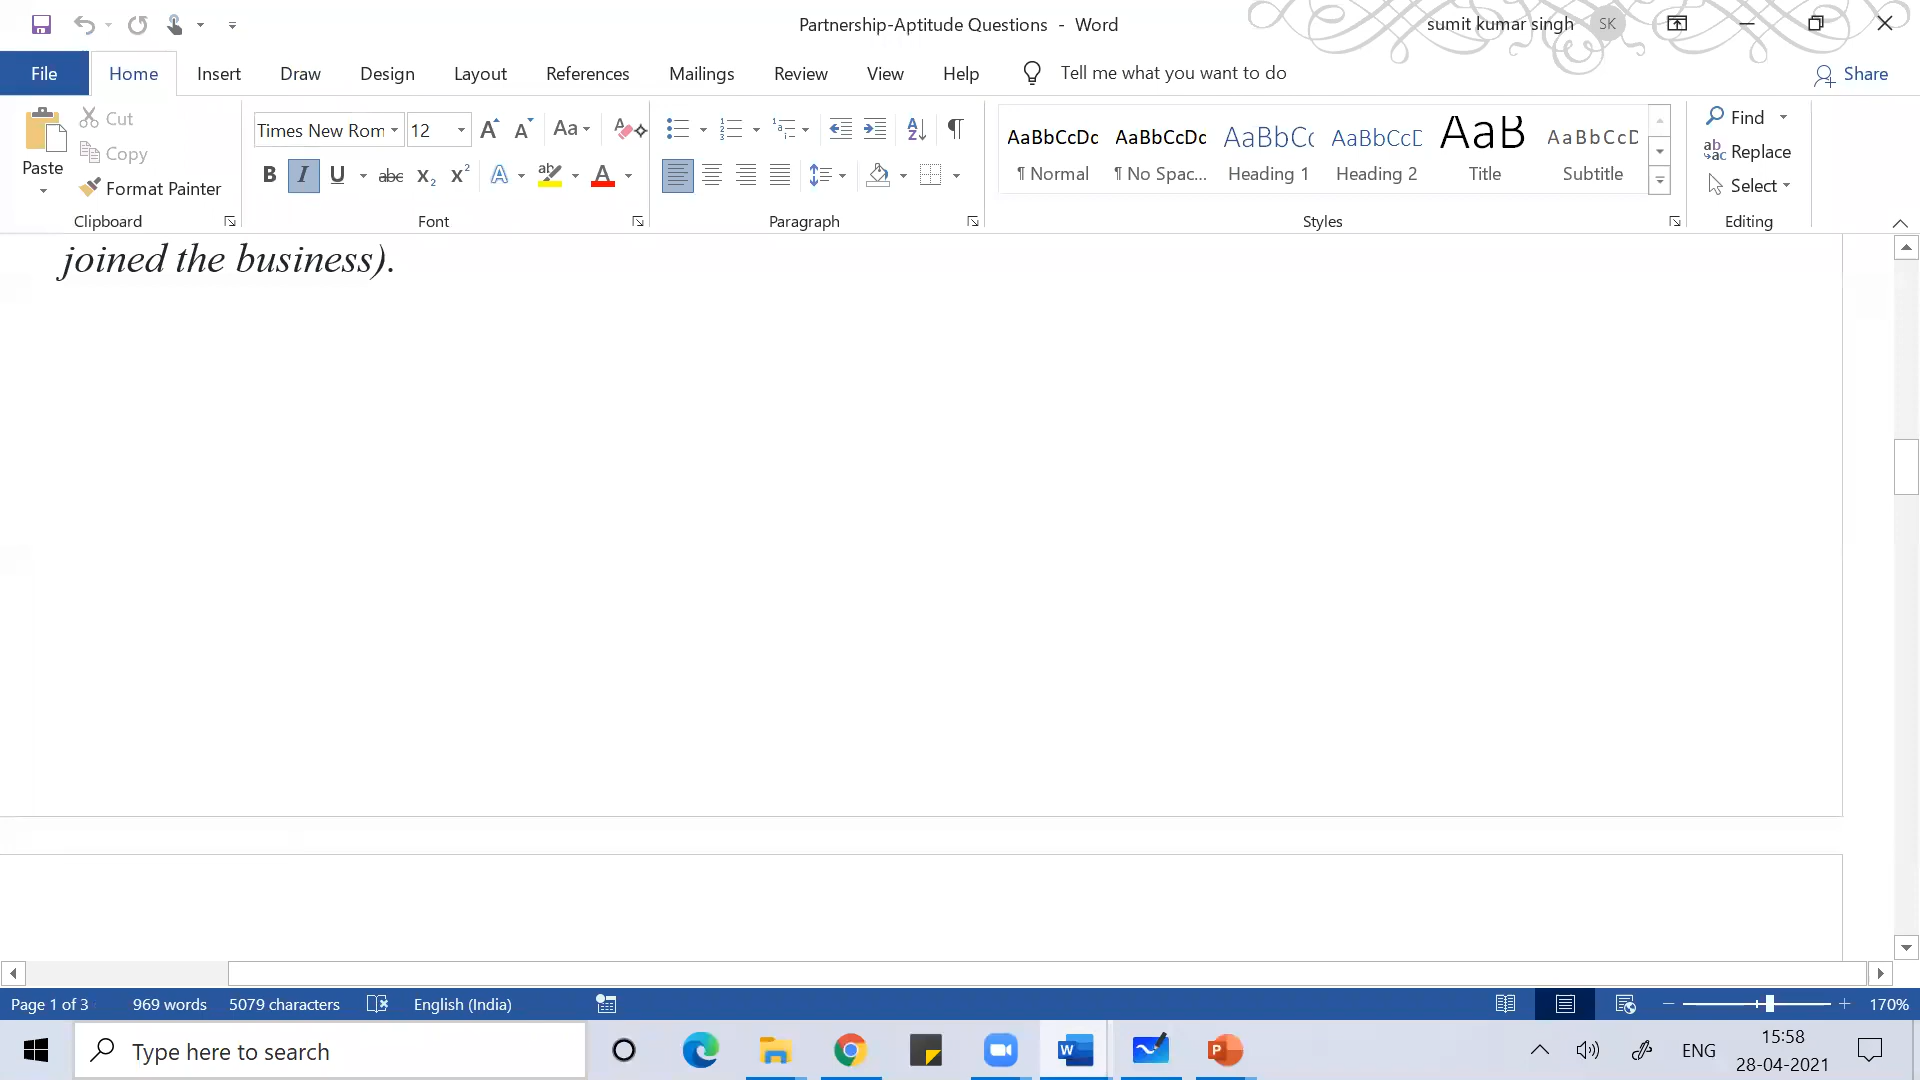 Partnership-Aptitude Questions - Word
sumit kumar singh SK
File Home Insert Draw Design Layout References Mailings Review View Help Tell me what you want to do Share
Paste
Cut
Copy
Format Painter
Clipboard
Times New Rom 12
Font
Paragraph
AaBbCcDc AaBbCcDc AaBbCc AaBbCcD AaB AaBbCcD
¶ Normal ¶ No Spac... Heading 1 Heading 2 Title Subtitle
Styles
Find
Replace
Select
Editing
joined the business).
Page 1 of 3 969 words 5079 characters English (India) 170%
Type here to search
ENG
15:58
28-04-2021